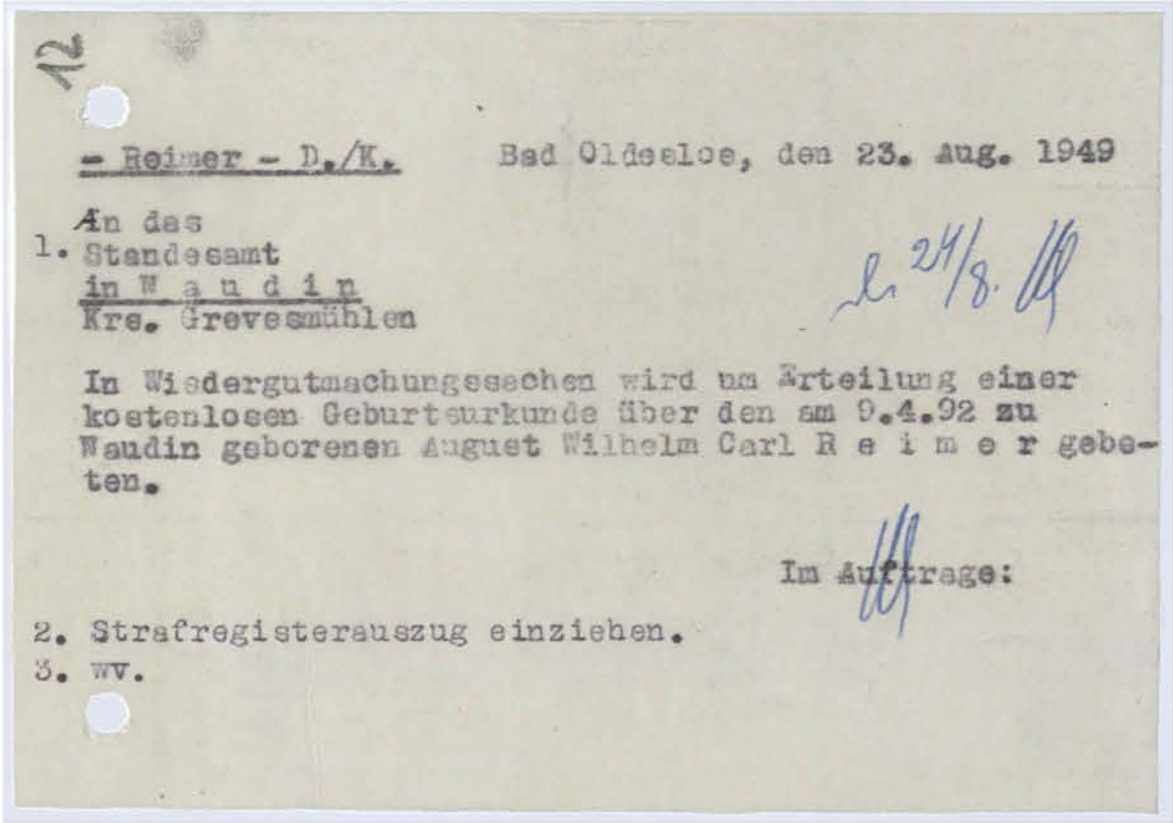 12
- Reimer - D./K. Bad Oldesloe, den 23. Aug. 1949
An das
1. Standesamt
in W a u d i n
Krs. Grevesmühlen
24/8.
In Wiedergutmachungssachen wird um Erteilung einer
kostenlosen Geburtsurkunde über den am 9.4.92 zu
Waudin geborenen August Wilhelm Carl R e i m e r gebe-
ten.
Im Auftrage:
2. Strafregisterauszug einziehen.
3. wv.